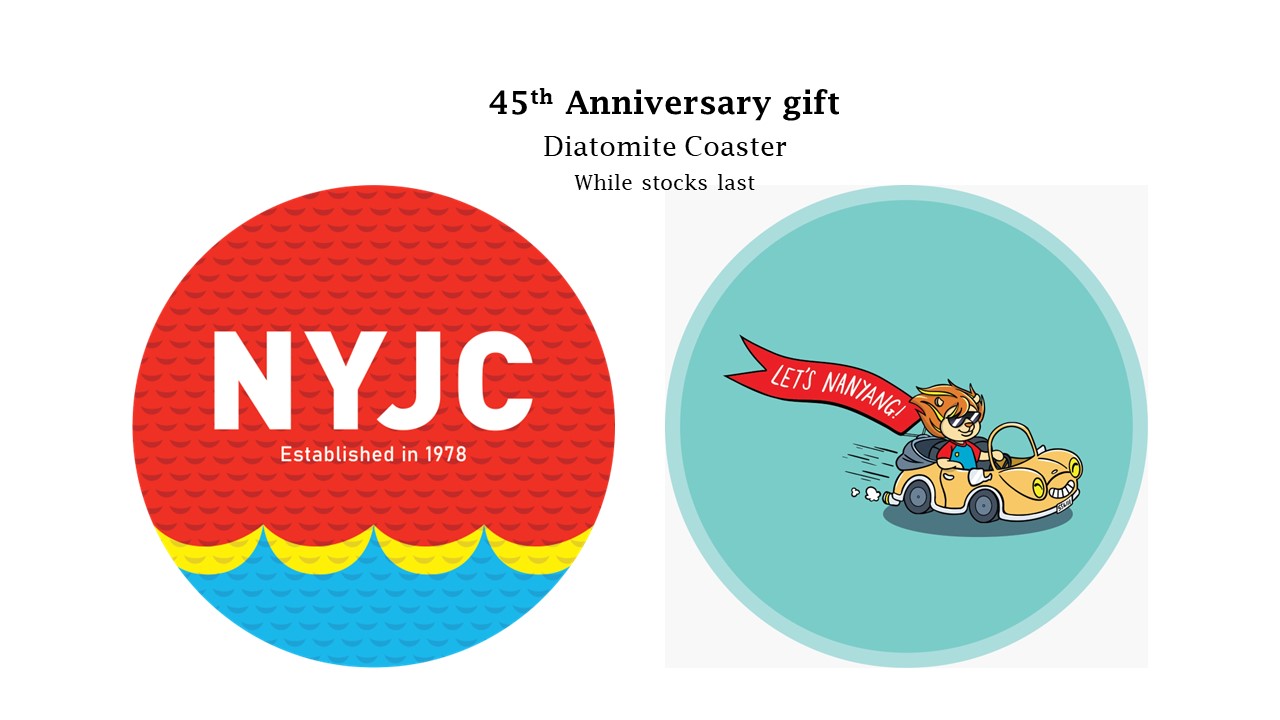 45th Anniversary gift
Diatomite Coaster
While stocks last
NYJC
Established in 1978
LET'S NANYANG!